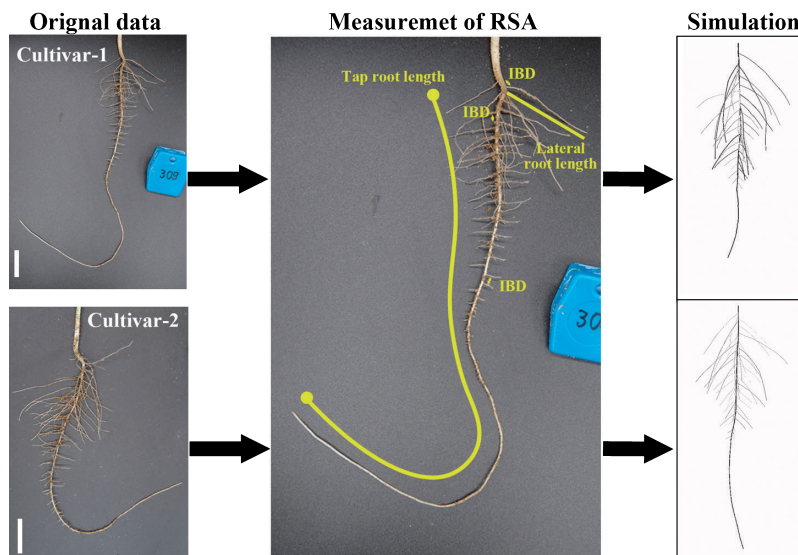 Orignal data
Measuremet of RSA
Simulation
Cultivar-1
303
Cultivar-2
Tap root length
IBD
IBD
Lateral
root length
IBD
30